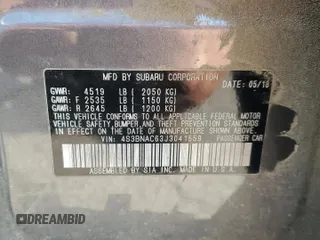 MFD BY SUBARU CORPORATION 05/18
GVWR: 4519 LB ( 2050 KG)
GAWR: F 2535 LB ( 1150 KG)
GAWR: R 2645 LB ( 1200 KG)
THIS VEHICLE CONFORMS TO ALL APPLICABLE FEDERAL MOTOR
VEHICLE SAFETY, BUMPER, AND THEFT PREVENTION STANDARDS IN
EFFECT ON THE DATE OF MANUFACTURE SHOWN ABOVE.
VIN: 4S3BNAC63J3041559 PASSENGER CAR
ASSEMBLED BY SIA, INC.
MADE IN U.S.A.
DREAMBID